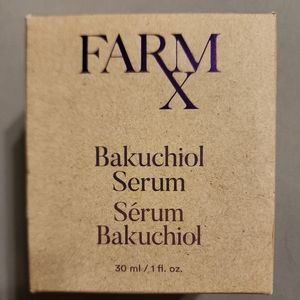 FARM
X
Bakuchiol
Serum
Sérum
Bakuchiol
30 ml / 1 fl. oz.